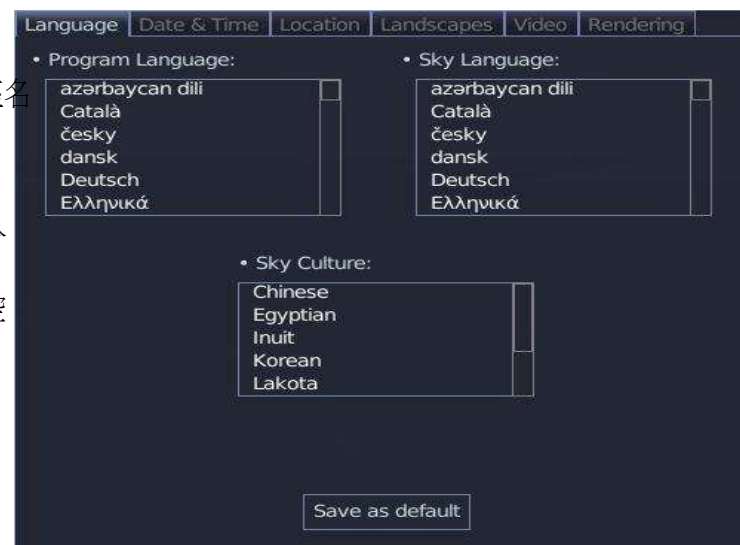 Language Date & Time Location Landscapes Video Rendering
• Program Language:
azərbaycan dili
Català
česky
dansk
Deutsch
Ελληνικά
• Sky Language:
azərbaycan dili
Català
česky
dansk
Deutsch
Ελληνικά
• Sky Culture:
Chinese
Egyptian
Inuit
Korean
Lakota
Save as default
名